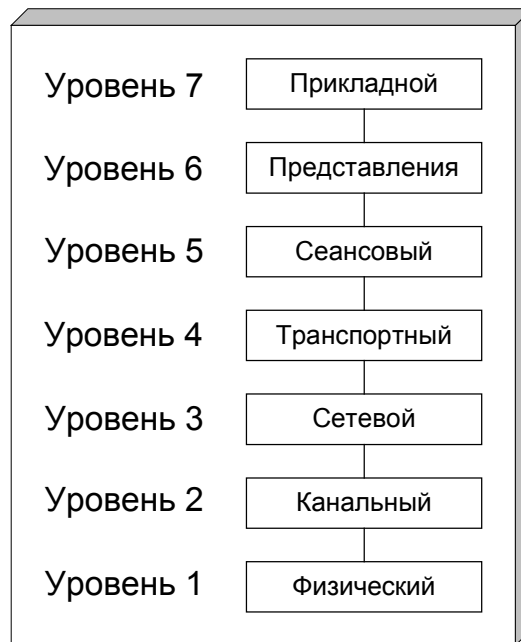 Уровень 7 Прикладной
Уровень 6 Представления
Уровень 5 Сеансовый
Уровень 4 Транспортный
Уровень 3 Сетевой
Уровень 2 Канальный
Уровень 1 Физический